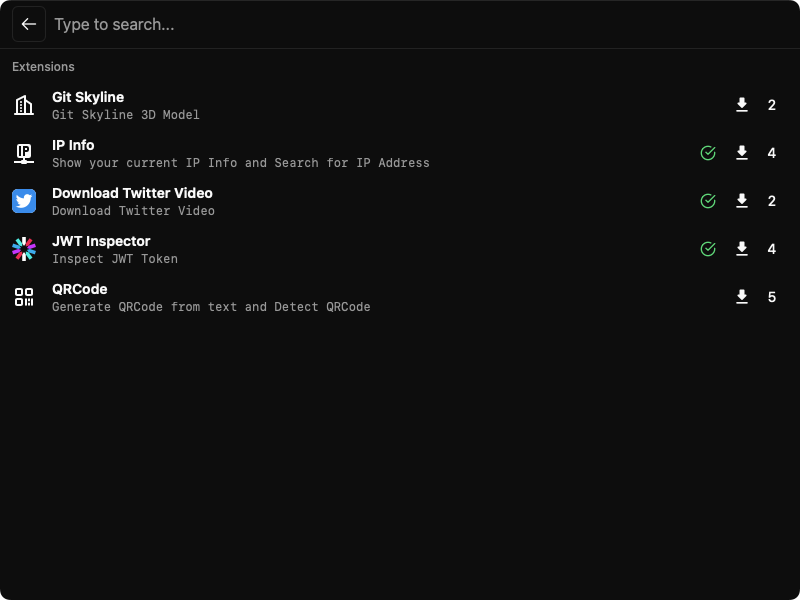 Type to search...
Extensions
Git Skyline
Git Skyline 3D Model
2
IP Info
Show your current IP Info and Search for IP Address
4
Download Twitter Video
Download Twitter Video
2
JWT Inspector
Inspect JWT Token
4
QRCode
Generate QRCode from text and Detect QRCode
5